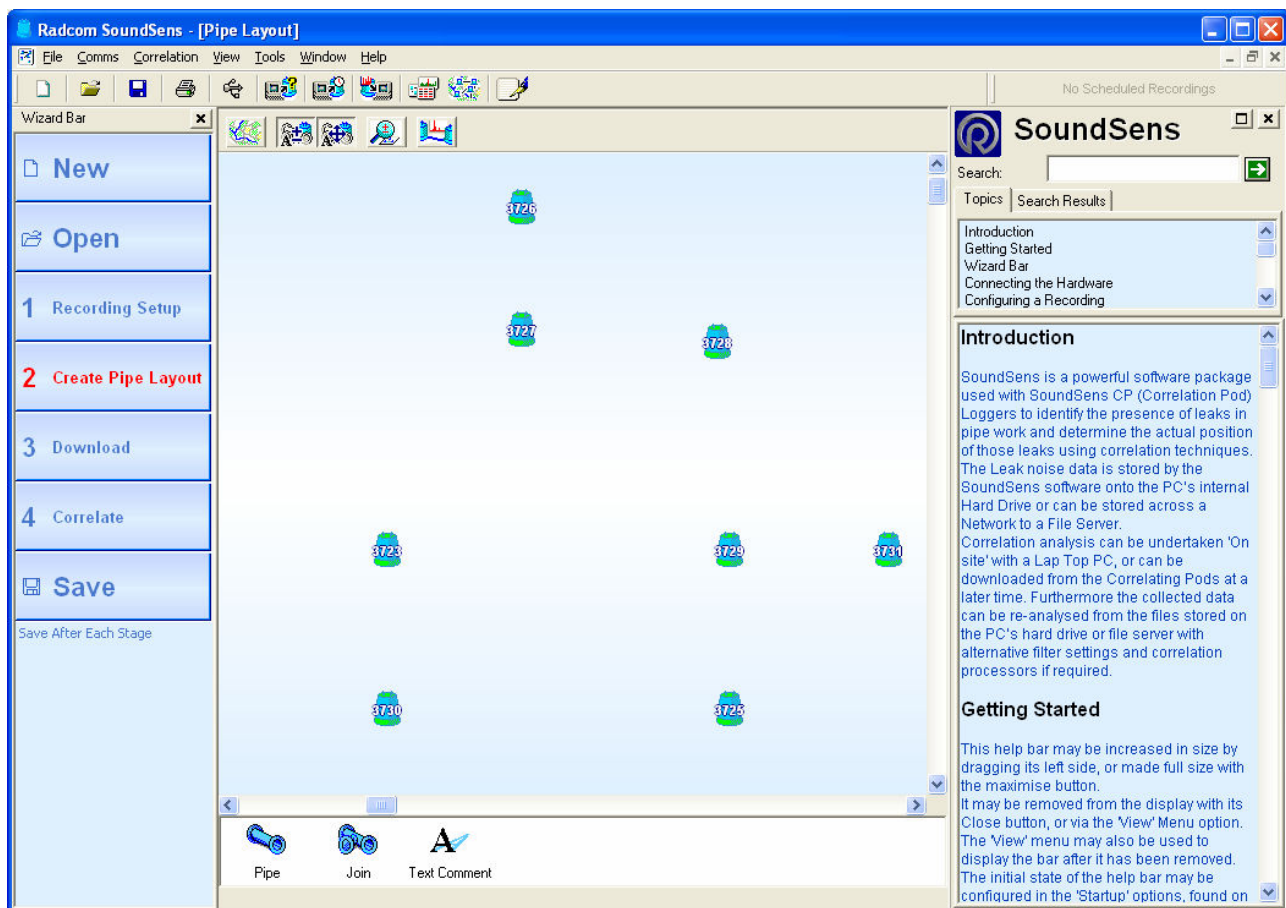 Radcom SoundSens - [Pipe Layout]
File Comms Correlation View Tools Window Help
No Scheduled Recordings
Wizard Bar
New
Open
1 Recording Setup
2 Create Pipe Layout
3 Download
4 Correlate
Save
Save After Each Stage
3726
3727
3728
3723
3729
3731
3730
3725
Pipe
Join
Text Comment
SoundSens
Search:
Topics
Search Results
Introduction
Getting Started
Wizard Bar
Connecting the Hardware
Configuring a Recording
Introduction
SoundSens is a powerful software package
used with SoundSens CP (Correlation Pod)
Loggers to identify the presence of leaks in
pipe work and determine the actual position
of those leaks using correlation techniques.
The Leak noise data is stored by the
SoundSens software onto the PC's internal
Hard Drive or can be stored across a
Network to a File Server.
Correlation analysis can be undertaken 'On
site' with a Lap Top PC, or can be
downloaded from the Correlating Pods at a
later time. Furthermore the collected data
can be re-analysed from the files stored on
the PC's hard drive or file server with
alternative filter settings and correlation
processors if required.
Getting Started
This help bar may be increased in size by
dragging its left side, or made full size with
the maximise button.
It may be removed from the display with its
Close button, or via the 'View' Menu option.
The 'View' menu may also be used to
display the bar after it has been removed.
The initial state of the help bar may be
configured in the 'Startup' options, found on